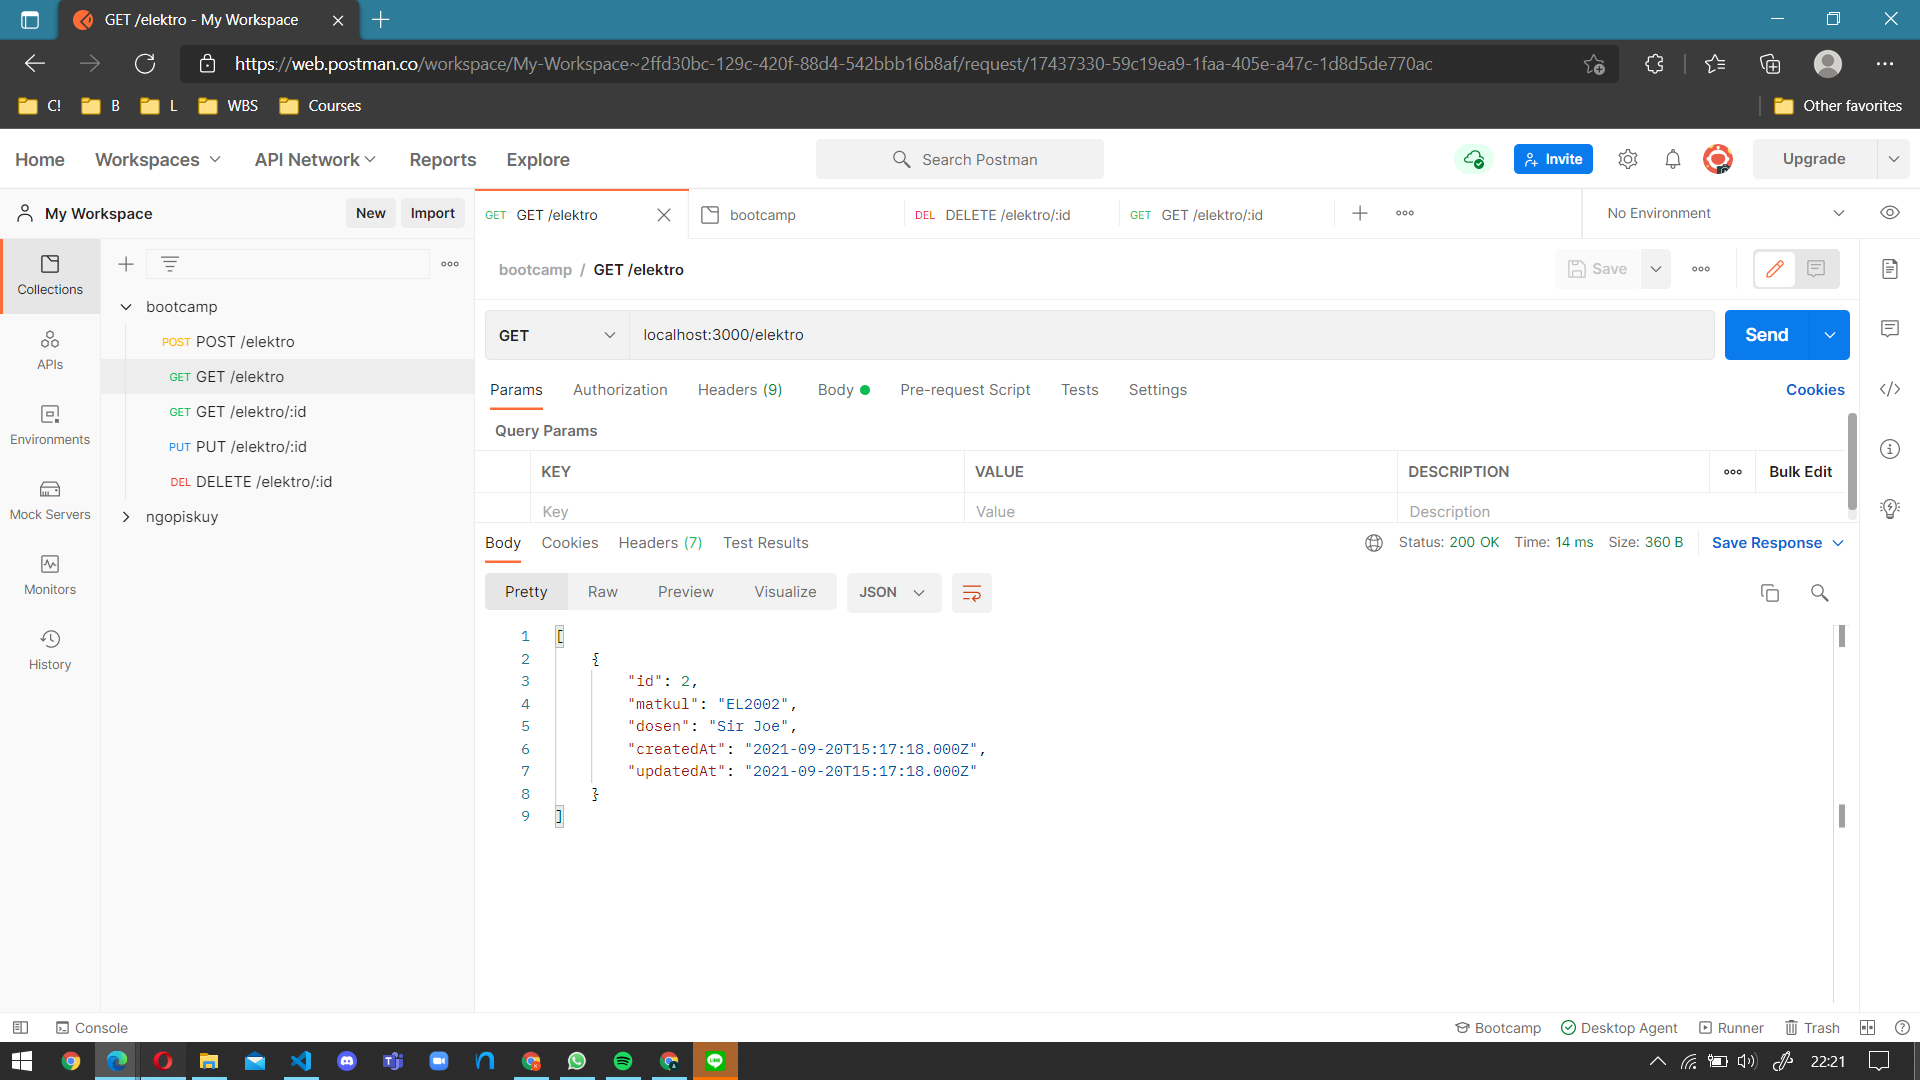 GET /elektro - My Workspace
https://web.postman.co/workspace/My-Workspace~2ffd30bc-129c-420f-88d4-542bbb16b8af/request/17437330-59c19ea9-1faa-405e-a47c-1d8d5de770ac
C! B L WBS Courses Other favorites
Home Workspaces API Network Reports Explore Search Postman Invite Upgrade
My Workspace New Import
GET GET /elektro bootcamp DEL DELETE /elektro/:id GET GET /elektro/:id No Environment
Collections
APIs
Environments
Mock Servers
Monitors
History
bootcamp
POST POST /elektro
GET GET /elektro
GET GET /elektro/:id
PUT PUT /elektro/:id
DEL DELETE /elektro/:id
ngopiskuy
bootcamp / GET /elektro Save
GET localhost:3000/elektro Send
Params Authorization Headers (9) Body Pre-request Script Tests Settings Cookies
Query Params
KEY VALUE DESCRIPTION Bulk Edit
Key Value Description
Body Cookies Headers (7) Test Results Status: 200 OK Time: 14 ms Size: 360 B Save Response
Pretty Raw Preview Visualize JSON
1 [
2 {
3 "id": 2,
4 "matkul": "EL2002",
5 "dosen": "Sir Joe",
6 "createdAt": "2021-09-20T15:17:18.000Z",
7 "updatedAt": "2021-09-20T15:17:18.000Z"
8 }
9 ]
Console Bootcamp Desktop Agent Runner Trash
22:21